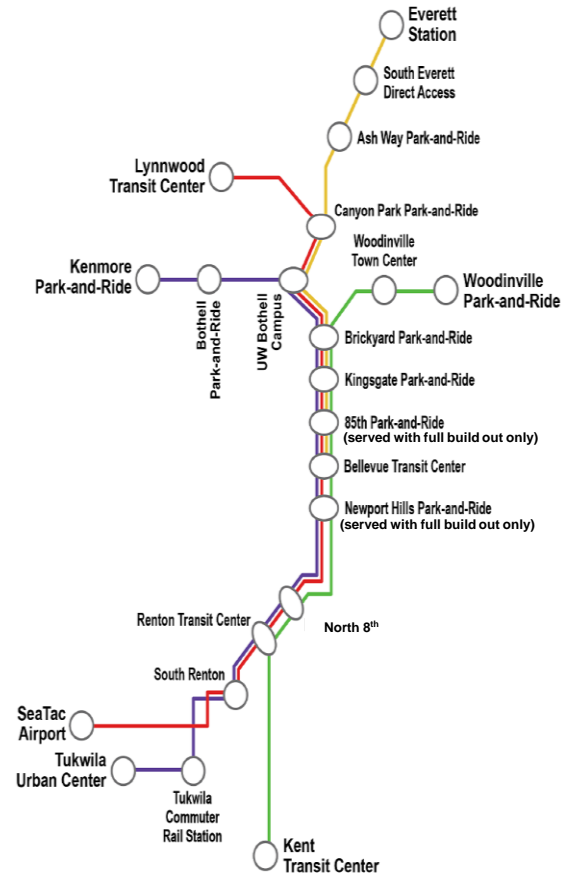 Everett
Station
South Everett
Direct Access
Ash Way Park-and-Ride
Lynnwood
Transit Center
Canyon Park Park-and-Ride
Woodinville
Town Center
Kenmore
Park-and-Ride
Bothell
Park-and-Ride
UW Bothell
Campus
Woodinville
Park-and-Ride
Brickyard Park-and-Ride
Kingsgate Park-and-Ride
85th Park-and-Ride
(served with full build out only)
Bellevue Transit Center
Newport Hills Park-and-Ride
(served with full build out only)
Renton Transit Center
North 8th
South Renton
SeaTac
Airport
Tukwila
Urban Center
Tukwila
Commuter
Rail Station
Kent
Transit Center